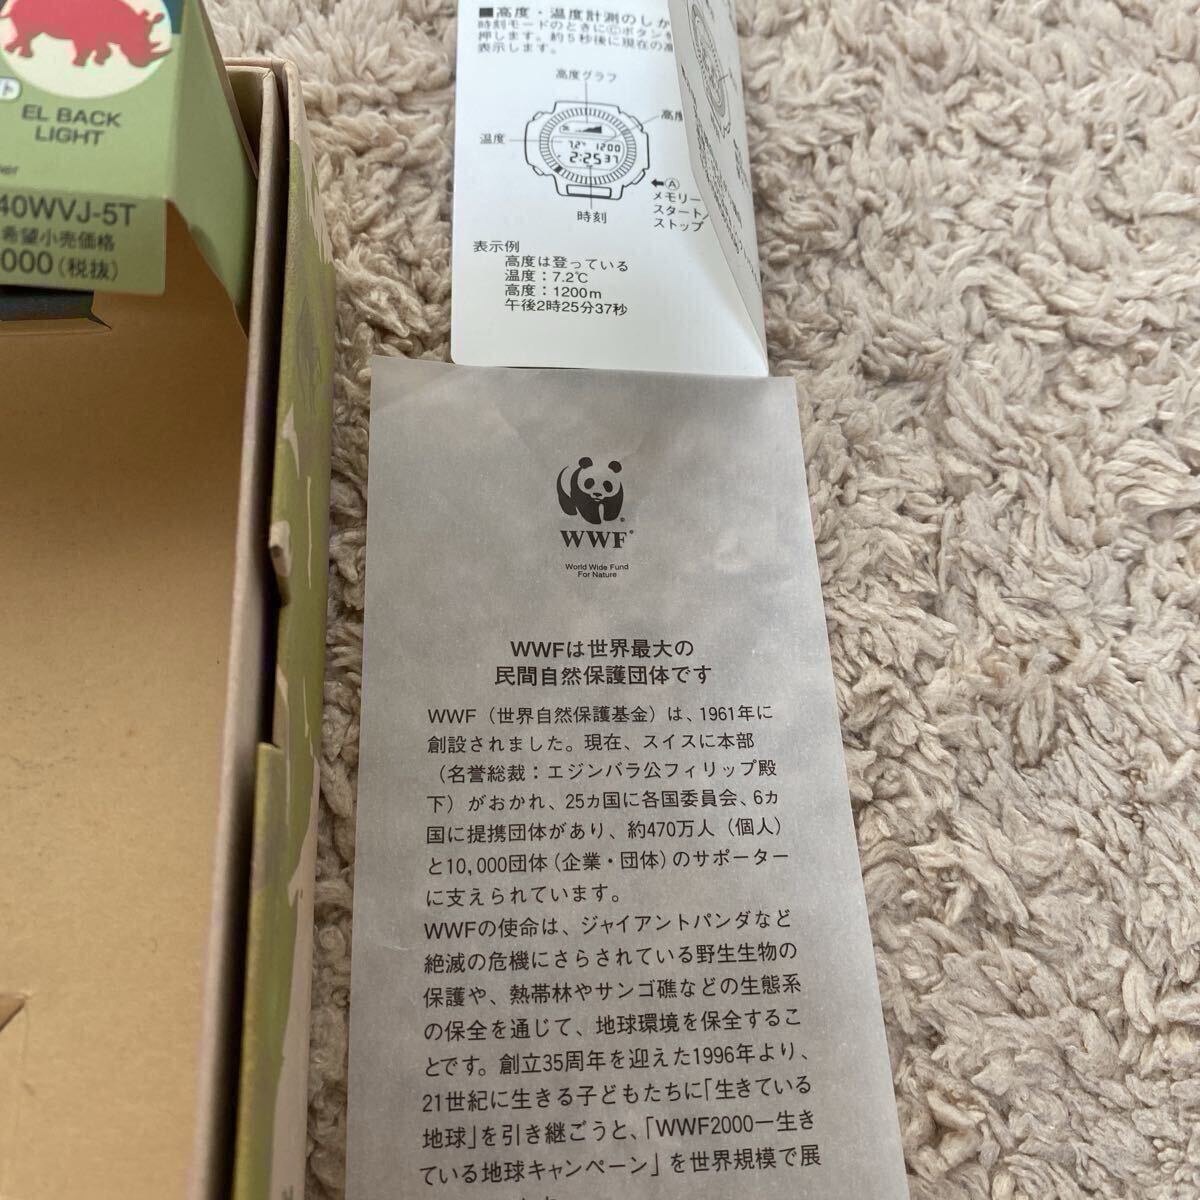 EL BACK
LIGHT
40WVJ-5T
希望小売価格
000(税抜)
■高度・温度計測のしか
時刻モードのときに©ボタンを
押します。約5秒後に現在の高
表示します。
高度グラフ
高度
温度
7.2 1200
2:25 37
←Ⓐ
メモリー
スタート/
ストップ
時刻
表示例
高度は登っている
温度:7.2℃
高度:1200m
午後2時25分37秒
WWF®
World Wide Fund
For Nature
WWFは世界最大の
民間自然保護団体です
WWF(世界自然保護基金)は、1961年に
創設されました。現在、スイスに本部
(名誉総裁:エジンバラ公フィリップ殿
下)がおかれ、25ヵ国に各国委員会、6ヵ
国に提携団体があり、約470万人(個人)
と10,000団体(企業・団体)のサポーター
に支えられています。
WWFの使命は、ジャイアントパンダなど
絶滅の危機にさらされている野生生物の
保護や、熱帯林やサンゴ礁などの生態系
の保全を通じて、地球環境を保全するこ
とです。創立35周年を迎えた1996年より、
21世紀に生きる子どもたちに「生きている
地球」を引き継ごうと、「WWF2000―生き
ている地球キャンペーン」を世界規模で展